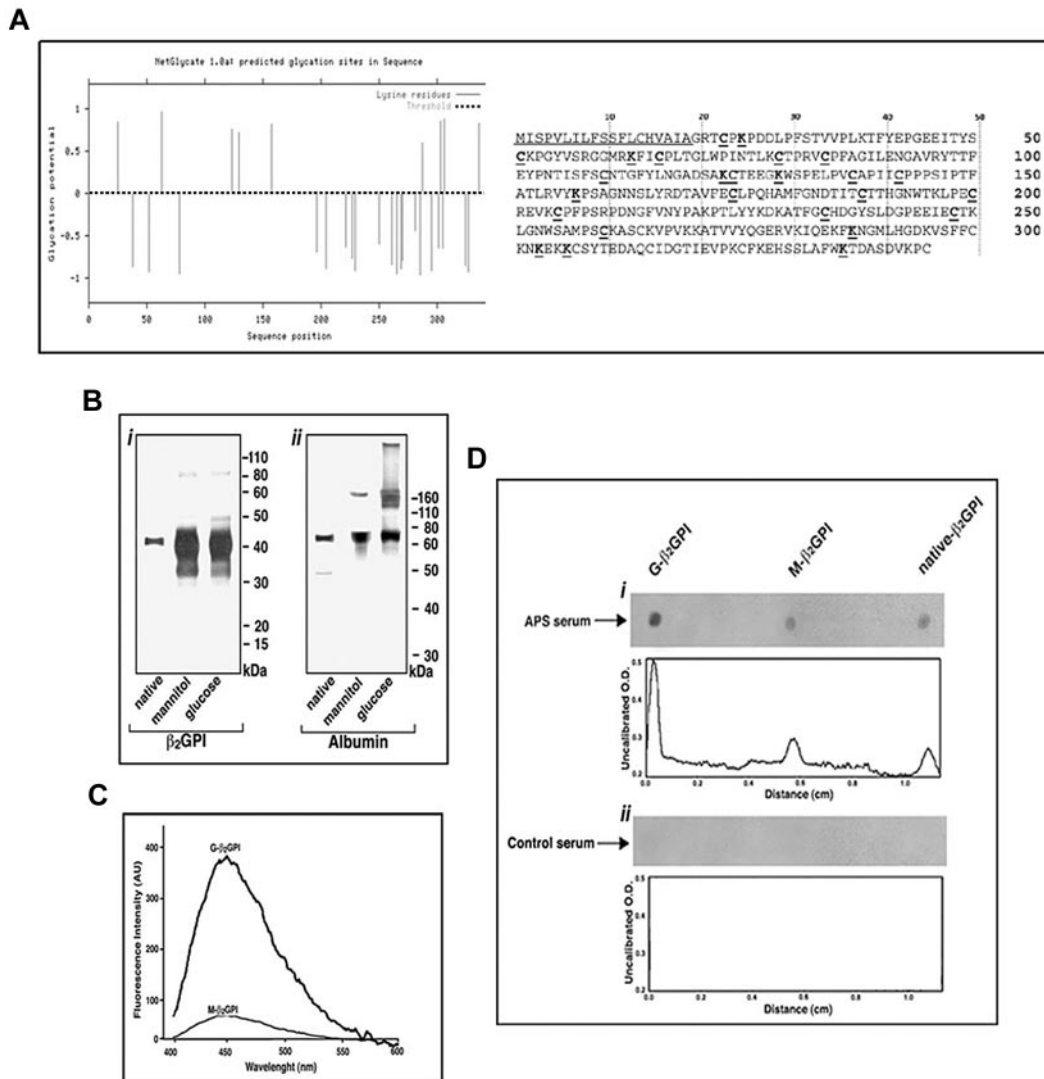 A
NetGlycate 1.0a: predicted glycation sites in Sequence
Lysine residues
Threshold
Glycation potential
1
0.5
0
-0.5
-1
0 50 100 150 200 250 300
Sequence position
10 20 30 40 50
MISPVLILFSSFLCHVAIAGRTCPKPDDLPFSTVVPLKTFYEPGEEITYS 50
CKPGYVSRGGMRKFICPLTGLWPINTLKCTPRVCPFAGILENGAVRYTTF 100
EYPNTISFSCNTGFYLNGADSAKCTEEGKWSPELPVCAPIICPPPSIPTF 150
ATLRVYKPSAGNNSLYRDTAVFECLPQHAMFGNDTITCTTHGNWTKLPEC 200
REVKCPFPSRPDNGFVNYPAKPTLYYKDKATFGCHDGYSLDGPEEIECTK 250
LGNWSAMPSCKASCKVPVKKATVVYQGERVKIQEKFKNGMLHGDKVSFFC 300
KNKEKKCSYTEDAQCIDGTIEVPKCFKEHSSLAFWKTDASDVKPC
B
i
-110
- 80
- 60
- 50
- 40
- 30
- 20
- 15
kDa
native
mannitol
glucose
β₂GPI
ii
-160
-110
- 80
- 60
- 50
- 40
- 30
kDa
native
mannitol
glucose
Albumin
C
Fluorescence Intensity (AU)
400
300
200
100
0
G-β₂GPI
M-β₂GPI
400 450 500 550 600
Wavelenght (nm)
D
G-β₂GPI
M-β₂GPI
native-β₂GPI
i
APS serum
Uncalibrated O.D.
0.5
0.4
0.3
0.2
0.0 0.2 0.4 0.6 0.8 1.0
Distance (cm)
ii
Control serum
Uncalibrated O.D.
0.5
0.4
0.3
0.2
0.0 0.2 0.4 0.6 0.8 1.0
Distance (cm)